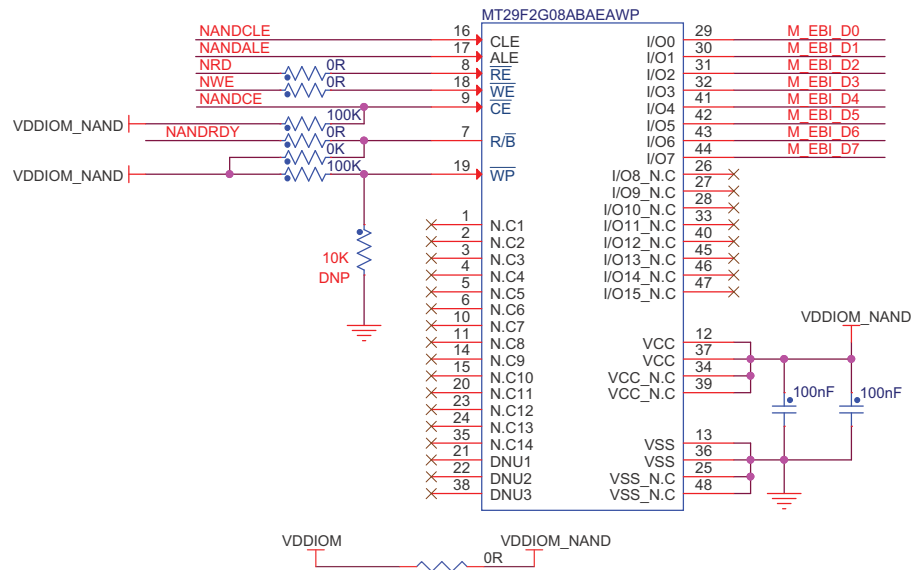 MT29F2G08ABAEAWP
NANDCLE 16 CLE
NANDALE 17 ALE
NRD 0R 8 RE
NWE 0R 18 WE
NANDCE 9 CE
VDDIOM_NAND 100K
NANDRDY 0R 7 R/B
0K
VDDIOM_NAND 100K 19 WP
10K
DNP
1 N.C1
2 N.C2
3 N.C3
4 N.C4
5 N.C5
6 N.C6
10 N.C7
11 N.C8
14 N.C9
15 N.C10
20 N.C11
23 N.C12
24 N.C13
35 N.C14
21 DNU1
22 DNU2
38 DNU3
I/O0 29 M_EBI_D0
I/O1 30 M_EBI_D1
I/O2 31 M_EBI_D2
I/O3 32 M_EBI_D3
I/O4 41 M_EBI_D4
I/O5 42 M_EBI_D5
I/O6 43 M_EBI_D6
I/O7 44 M_EBI_D7
I/O8_N.C 26
I/O9_N.C 27
I/O10_N.C 28
I/O11_N.C 33
I/O12_N.C 40
I/O13_N.C 45
I/O14_N.C 46
I/O15_N.C 47
VDDIOM_NAND
VCC 12
VCC 37
VCC_N.C 34
VCC_N.C 39
100nF 100nF
VSS 13
VSS 36
VSS_N.C 25
VSS_N.C 48
VDDIOM 0R VDDIOM_NAND